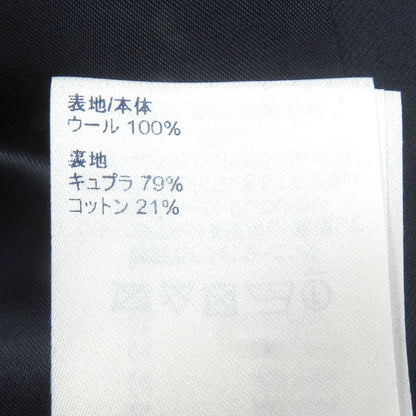 表地/本体
ウール 100%
裏地
キュプラ 79%
コットン 21%